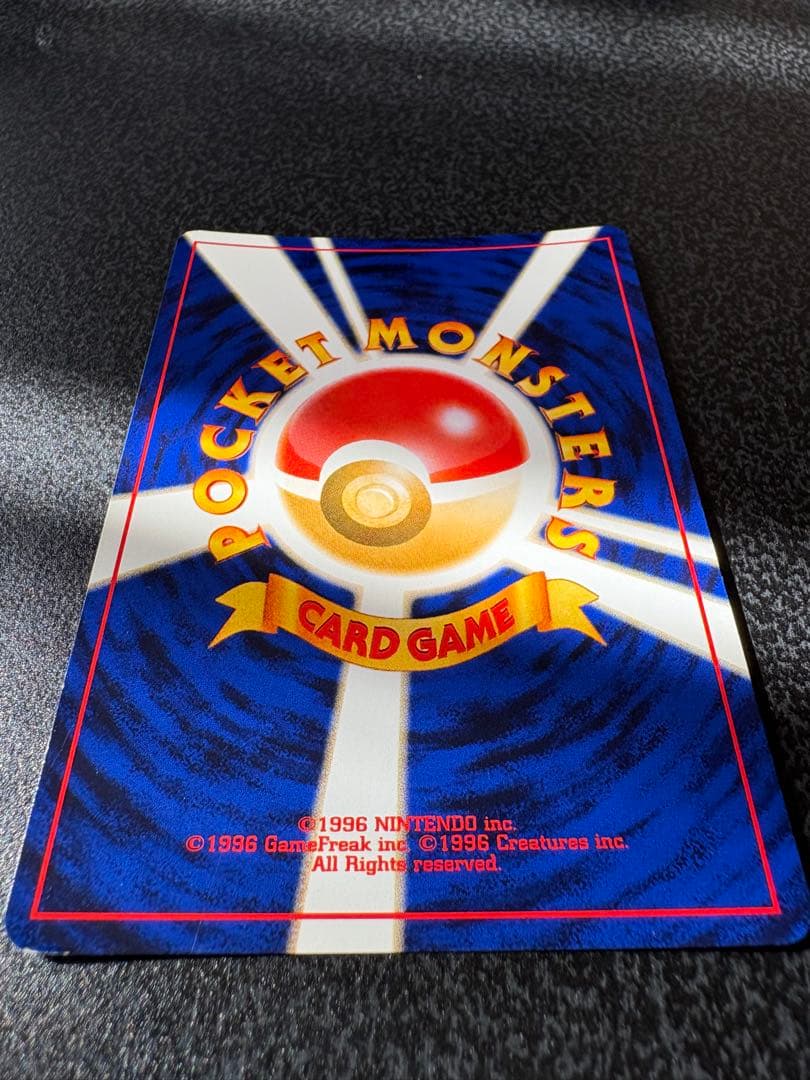 POCKET MONSTERS
CARD GAME
©1996 NINTENDO inc.
©1996 GameFreak inc. ©1996 Creatures inc.
All Rights reserved.